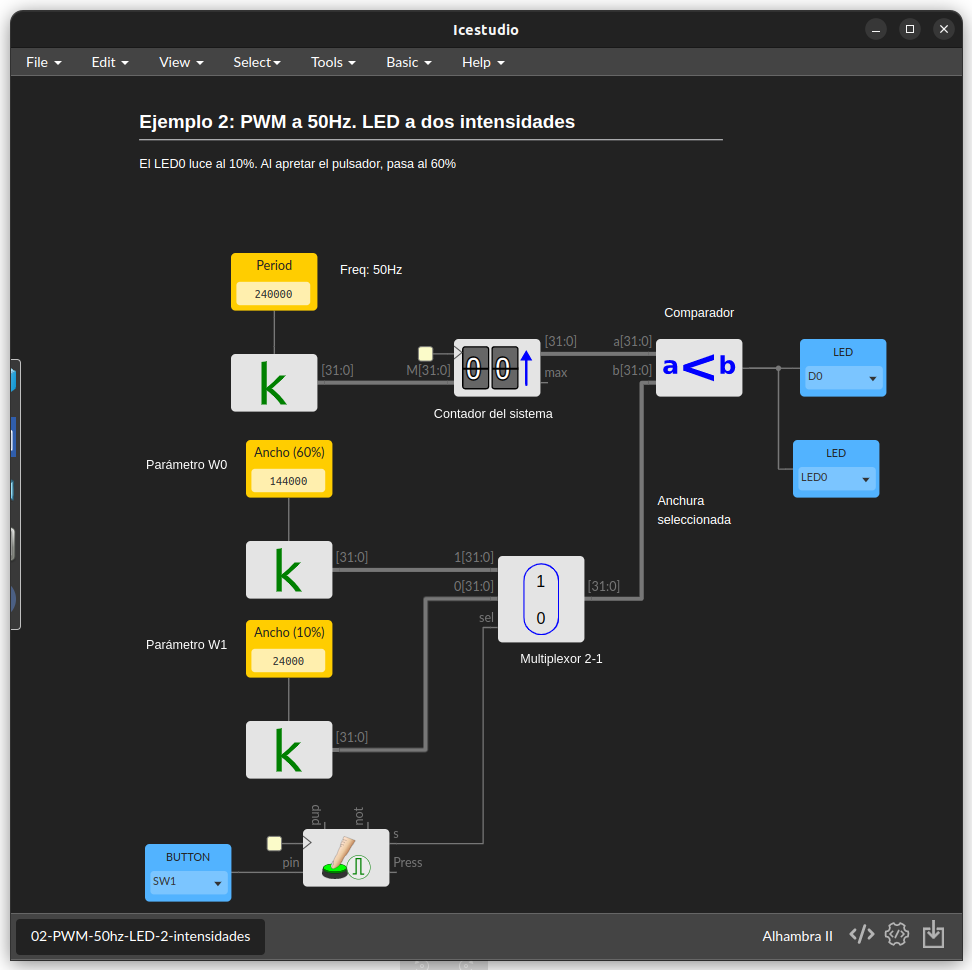 Icestudio
File Edit View Select Tools Basic Help
Ejemplo 2: PWM a 50Hz. LED a dos intensidades
El LED0 luce al 10%. Al apretar el pulsador, pasa al 60%
Period
240000
Freq: 50Hz
k
[31:0]
M[31:0]
0 0
[31:0]
max
Contador del sistema
Comparador
a[31:0]
b[31:0]
a<b
LED
D0
LED
LED0
Parámetro W0
Ancho (60%)
144000
k
[31:0]
Anchura
seleccionada
1[31:0]
0[31:0]
sel
1
0
[31:0]
Multiplexor 2-1
Parámetro W1
Ancho (10%)
24000
k
[31:0]
pup
not
s
pin
Press
BUTTON
SW1
02-PWM-50hz-LED-2-intensidades
Alhambra II